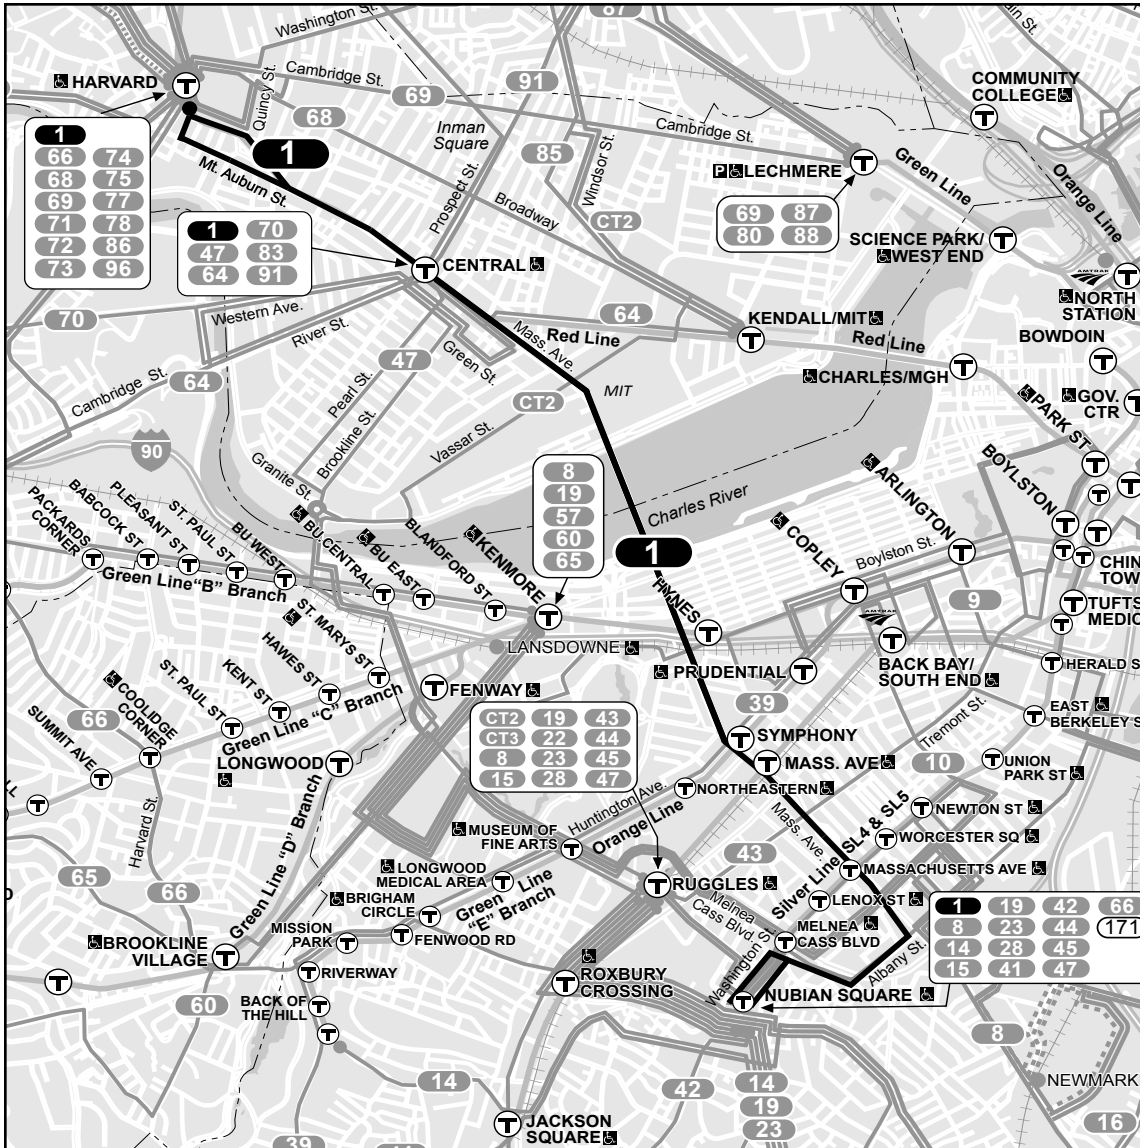 87
Washington St.
HARVARD
Quincy St.
Cambridge St.
69
68
91
Inman
Square
85
Windsor St.
Cambridge St.
COMMUNITY
COLLEGE
1
66 74
68 75
69 77
71 78
72 86
73 96
1
Mt. Auburn St.
Prospect St.
Broadway
CT2
P LECHMERE
69 87
80 88
Green Line
Orange Line
SCIENCE PARK/
WEST END
AMTRAK
NORTH
STATION
1 70
47 83
64 91
CENTRAL
70
Western Ave.
River St.
64
Cambridge St.
47
Green St.
Mass. Ave.
Red Line
64
KENDALL/MIT
Red Line
BOWDOIN
CHARLES/MGH
GOV.
CTR
PARK ST
MIT
CT2
Pearl St.
Brookline St.
Vassar St.
Granite St.
90
8
19
57
60
65
Charles River
1
ARLINGTON
BOYLSTON
COPLEY
Boylston St.
PACKARDS
CORNER
BABCOCK ST
PLEASANT ST
ST. PAUL ST
BU WEST
BU CENTRAL
BU EAST
BLANDFORD ST
KENMORE
HYNES
Green Line“B” Branch
CHIN
TOW
TUFTS
MEDIC
9
AMTRAK
BACK BAY/
SOUTH END
HERALD S
LANSDOWNE
PRUDENTIAL
ST. MARYS ST
HAWES ST
KENT ST
ST. PAUL ST
COOLIDGE
CORNER
SUMMIT AVE
66
Green Line “C” Branch
FENWAY
39
Tremont St.
EAST
BERKELEY S
LONGWOOD
CT2 19 43
CT3 22 44
8 23 45
15 28 47
SYMPHONY
MASS. AVE
10
UNION
PARK ST
NORTHEASTERN
Huntington Ave.
Orange Line
Mass. Ave.
Silver Line SL4 & SL5
NEWTON ST
WORCESTER SQ
Harvard St.
Green Line "D" Branch
MUSEUM OF
FINE ARTS
43
MASSACHUSETTS AVE
LONGWOOD
MEDICAL AREA
RUGGLES
LENOX ST
65
66
BRIGHAM
CIRCLE
Green Line
"E" Branch
Melnea
Cass Blvd.
MELNEA
CASS BLVD
1 19 42 66
8 23 44 171
14 28 45
15 41 47
MISSION
PARK
FENWOOD RD
Washington St.
Albany St.
BROOKLINE
VILLAGE
RIVERWAY
ROXBURY
CROSSING
NUBIAN SQUARE
60
BACK OF
THE HILL
8
14
42
14
19
23
NEWMARK
16
JACKSON
SQUARE
39